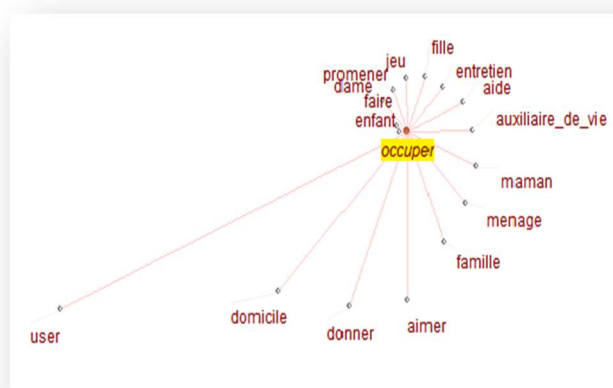 fille
jeu
promener
entretien
dame
aide
faire
enfant
auxiliaire_de_vie
occuper
maman
menage
famille
domicile
user
donner
aimer